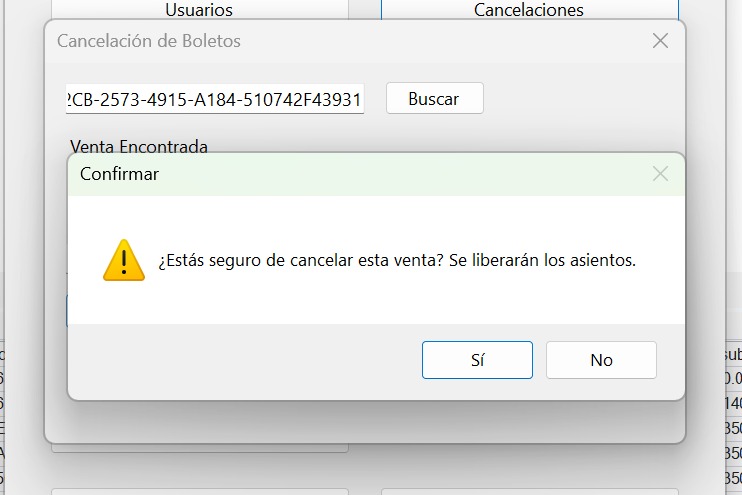 Usuarios
Cancelaciones
Cancelación de Boletos
2CB-2573-4915-A184-510742F43931
Buscar
Venta Encontrada
Confirmar
¿Estás seguro de cancelar esta venta? Se liberarán los asientos.
Sí
No